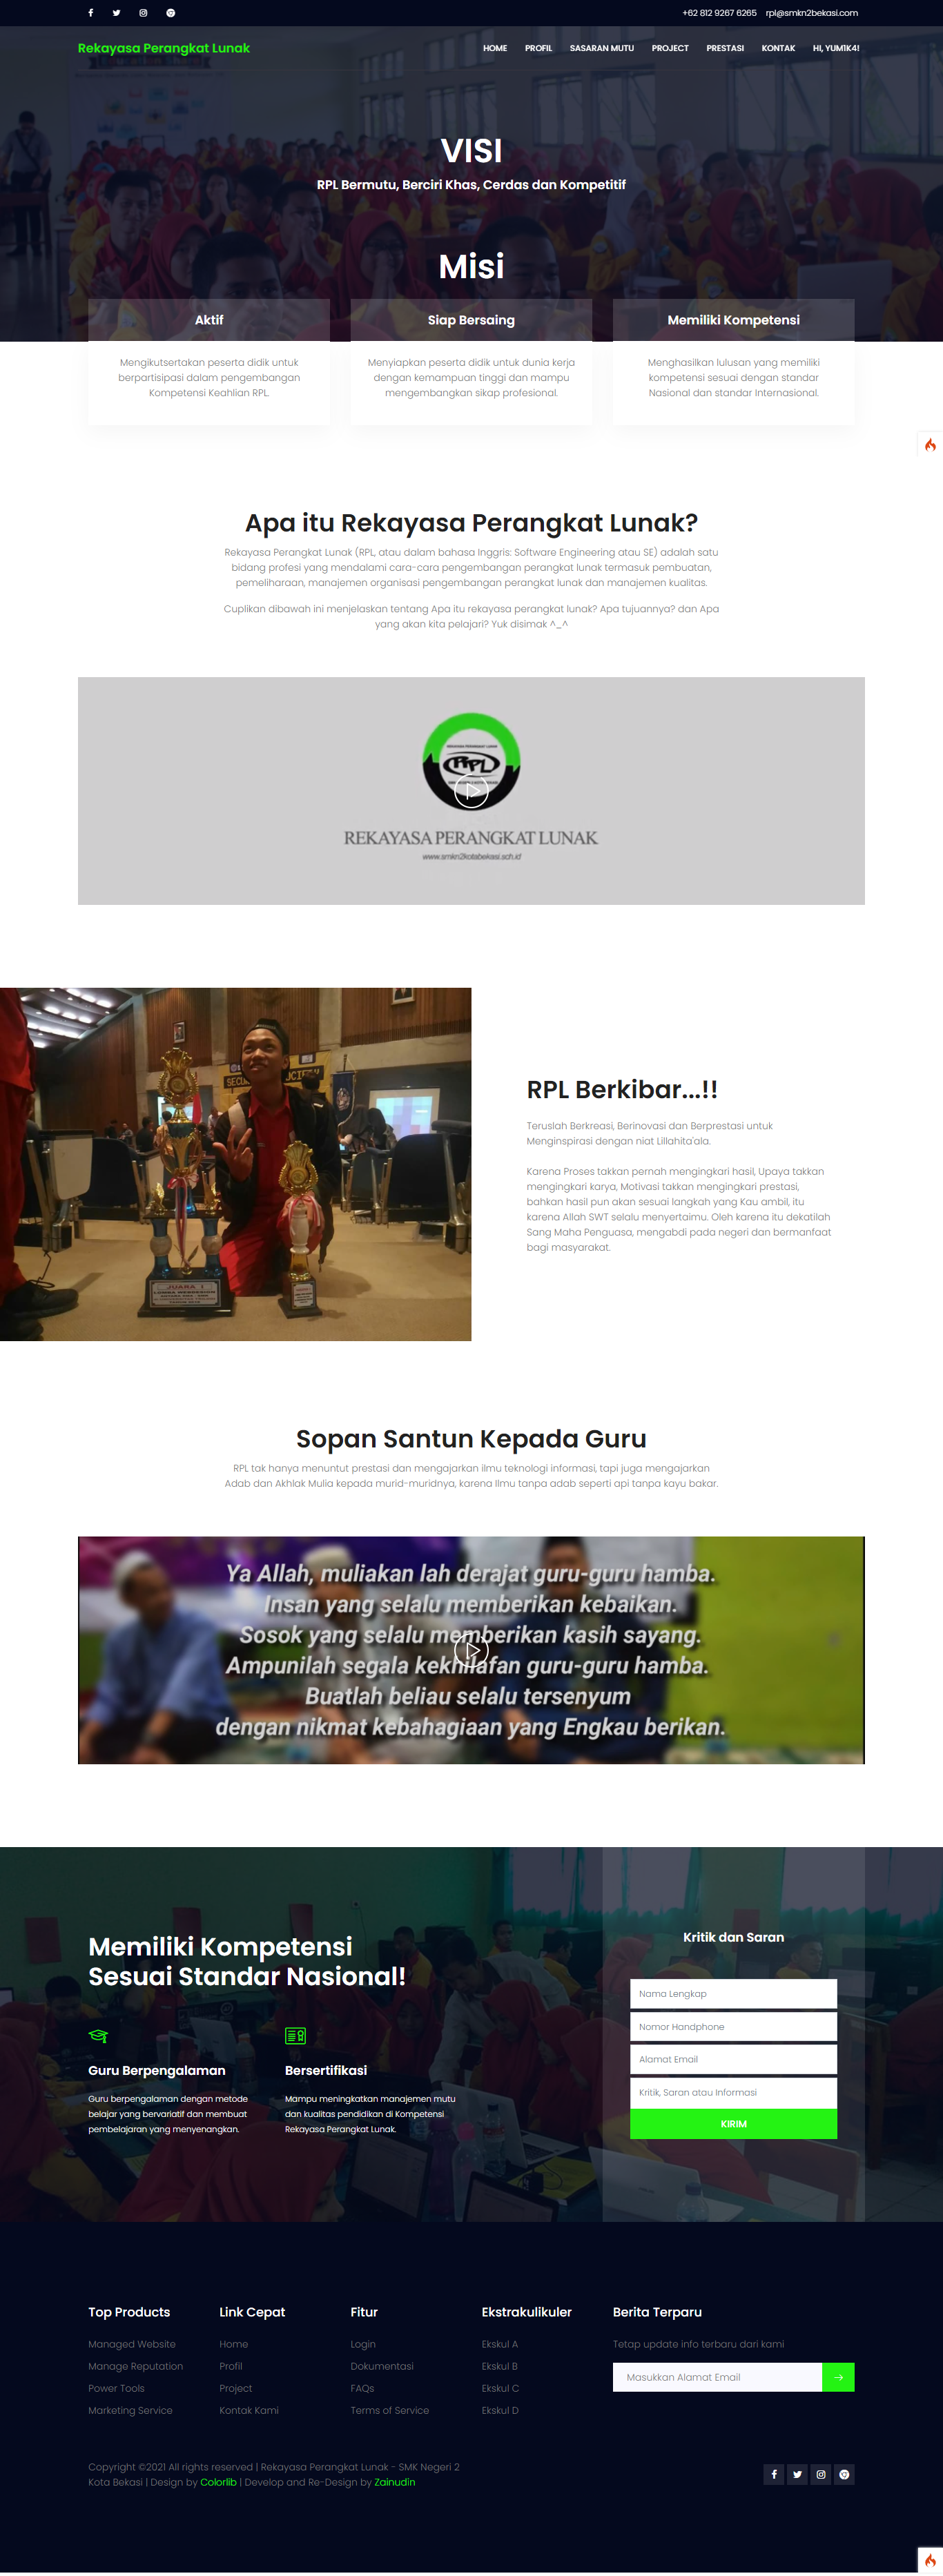 +62 812 9267 6265 rpl@smkn2bekasi.com
Rekayasa Perangkat Lunak
HOME PROFIL SASARAN MUTU PROJECT PRESTASI KONTAK HI, YUM1K4!
VISI
RPL Bermutu, Berciri Khas, Cerdas dan Kompetitif
Misi
Aktif
Mengikutsertakan peserta didik untuk
berpartisipasi dalam pengembangan
Kompetensi Keahlian RPL.
Siap Bersaing
Menyiapkan peserta didik untuk dunia kerja
dengan kemampuan tinggi dan mampu
mengembangkan sikap profesional.
Memiliki Kompetensi
Menghasilkan lulusan yang memiliki
kompetensi sesuai dengan standar
Nasional dan standar Internasional.
Apa itu Rekayasa Perangkat Lunak?
Rekayasa Perangkat Lunak (RPL, atau dalam bahasa Inggris: Software Engineering atau SE) adalah satu
bidang profesi yang mendalami cara-cara pengembangan perangkat lunak termasuk pembuatan,
pemeliharaan, manajemen organisasi pengembangan perangkat lunak dan manajemen kualitas.
Cuplikan dibawah ini menjelaskan tentang Apa itu rekayasa perangkat lunak? Apa tujuannya? dan Apa
yang akan kita pelajari? Yuk disimak ^_^
REKAYASA PERANGKAT LUNAK
RPL
REKAYASA PERANGKAT LUNAK
www.smkn2kotabekasi.sch.id
JUARA 1
RPL Berkibar...!!
Teruslah Berkreasi, Berinovasi dan Berprestasi untuk
Menginspirasi dengan niat Lillahita'ala.
Karena Proses takkan pernah mengingkari hasil, Upaya takkan
mengingkari karya, Motivasi takkan mengingkari prestasi,
bahkan hasil pun akan sesuai langkah yang Kau ambil, itu
karena Allah SWT selalu menyertaimu. Oleh karena itu dekatilah
Sang Maha Penguasa, mengabdi pada negeri dan bermanfaat
bagi masyarakat.
Sopan Santun Kepada Guru
RPL tak hanya menuntut prestasi dan mengajarkan ilmu teknologi informasi, tapi juga mengajarkan
Adab dan Akhlak Mulia kepada murid-muridnya, karena Ilmu tanpa adab seperti api tanpa kayu bakar.
Ya Allah, muliakan lah derajat guru-guru hamba.
Insan yang selalu memberikan kebaikan.
Sosok yang selalu memberikan kasih sayang.
Ampunilah segala kekhilafan guru-guru hamba.
Buatlah beliau selalu tersenyum
dengan nikmat kebahagiaan yang Engkau berikan.
Memiliki Kompetensi
Sesuai Standar Nasional!
Guru Berpengalaman
Guru berpengalaman dengan metode
belajar yang bervariatif dan membuat
pembelajaran yang menyenangkan.
Bersertifikasi
Mampu meningkatkan manajemen mutu
dan kualitas pendidikan di Kompetensi
Rekayasa Perangkat Lunak.
Kritik dan Saran
Nama Lengkap
Nomor Handphone
Alamat Email
Kritik, Saran atau Informasi
KIRIM
Top Products
Managed Website
Manage Reputation
Power Tools
Marketing Service
Link Cepat
Home
Profil
Project
Kontak Kami
Fitur
Login
Dokumentasi
FAQs
Terms of Service
Ekstrakulikuler
Ekskul A
Ekskul B
Ekskul C
Ekskul D
Berita Terparu
Tetap update info terbaru dari kami
Masukkan Alamat Email
Copyright ©2021 All rights reserved | Rekayasa Perangkat Lunak - SMK Negeri 2
Kota Bekasi | Design by Colorlib | Develop and Re-Design by Zainudin